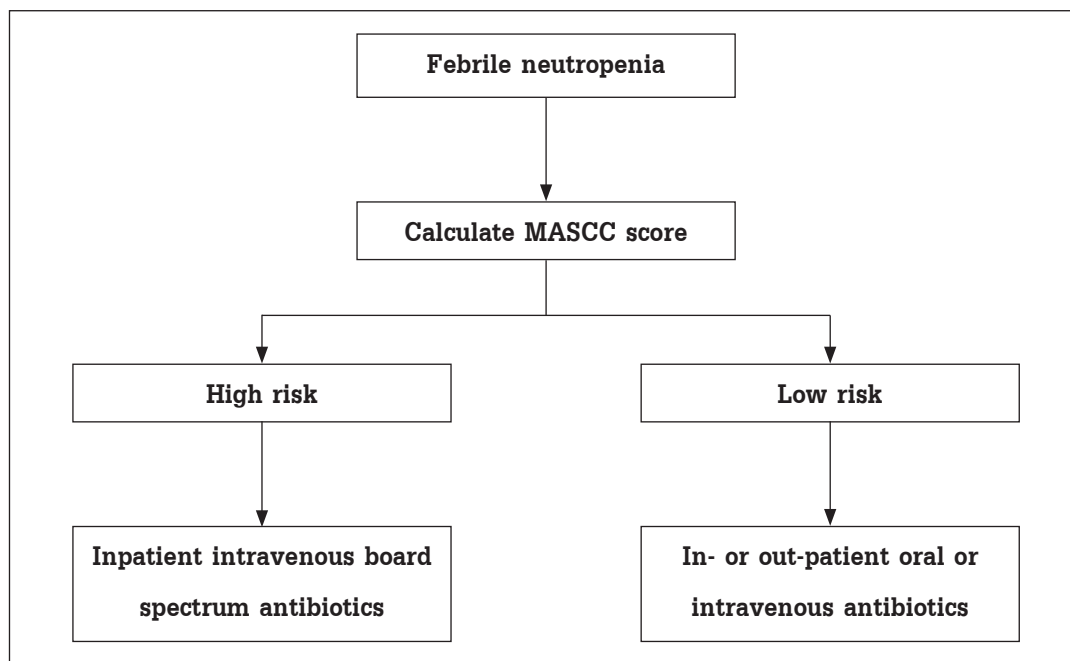 Febrile neutropenia
Calculate MASCC score
High risk
Low risk
Inpatient intravenous board
spectrum antibiotics
In- or out-patient oral or
intravenous antibiotics